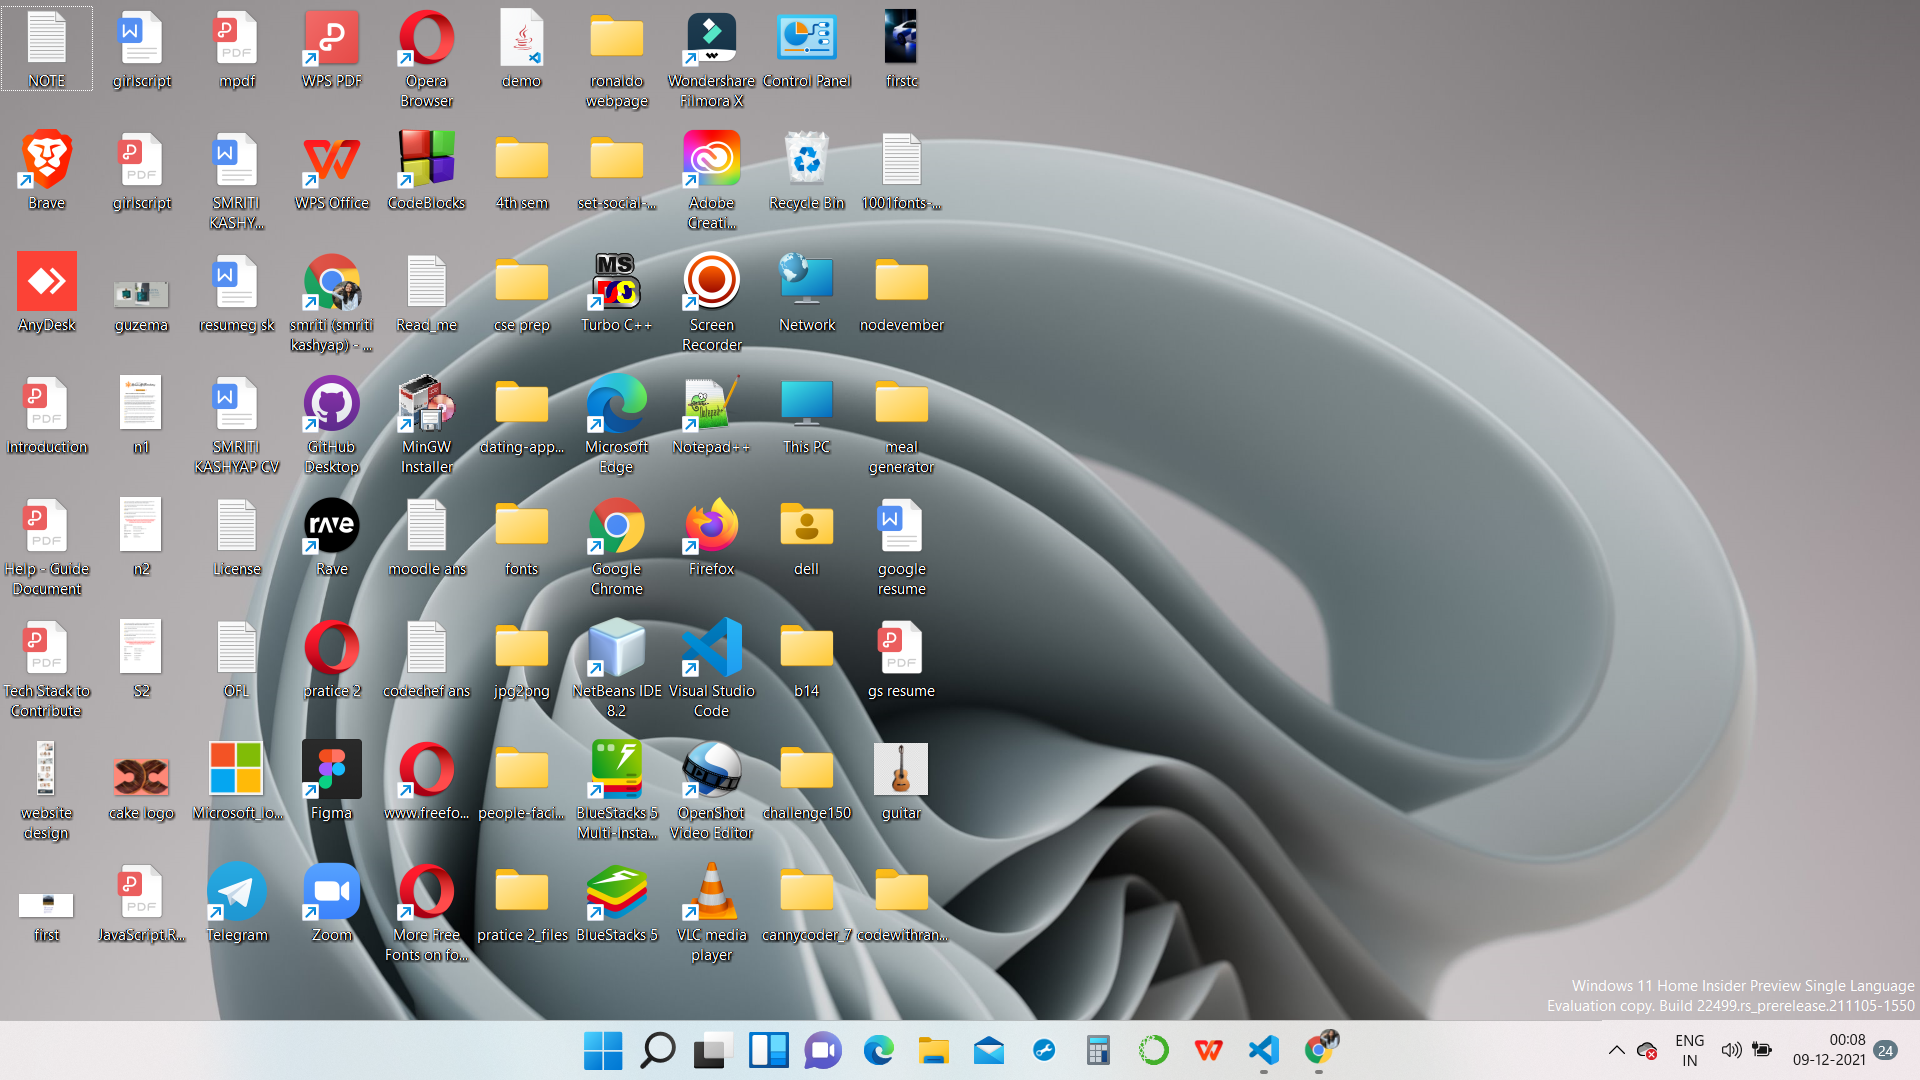 NOTE
girlscript
mpdf
WPS PDF
Opera
Browser
demo
ronaldo
webpage
Wondershare
Filmora X
Control Panel
firstc
Brave
girlscript
SMRITI
KASHY...
WPS Office
CodeBlocks
4th sem
set-social-...
Adobe
Creati...
Recycle Bin
1001fonts-...
AnyDesk
guzema
resumeg sk
smriti (smriti
kashyap) - ...
Read_me
cse prep
MS
Turbo C++
Screen
Recorder
Network
nodevember
Introduction
n1
SMRITI
KASHYAP CV
GitHub
Desktop
MinGW
Installer
dating-app...
Microsoft
Edge
Notepad++
This PC
meal
generator
Help - Guide
Document
n2
License
rave
Rave
moodle ans
fonts
Google
Chrome
Firefox
dell
google
resume
Tech Stack to
Contribute
S2
OFL
pratice 2
codechef ans
jpg2png
NetBeans IDE
8.2
Visual Studio
Code
b14
gs resume
website
design
cake logo
Microsoft_lo...
Figma
www.freefo...
people-faci...
BlueStacks 5
Multi-Insta...
OpenShot
Video Editor
challenge150
guitar
first
JavaScript.R...
Telegram
Zoom
More Free
Fonts on fo...
pratice 2_files
BlueStacks 5
VLC media
player
cannycoder_7
codewithran...
Windows 11 Home Insider Preview Single Language
Evaluation copy. Build 22499.rs_prerelease.211105-1550
ENG
IN
00:08
09-12-2021
24